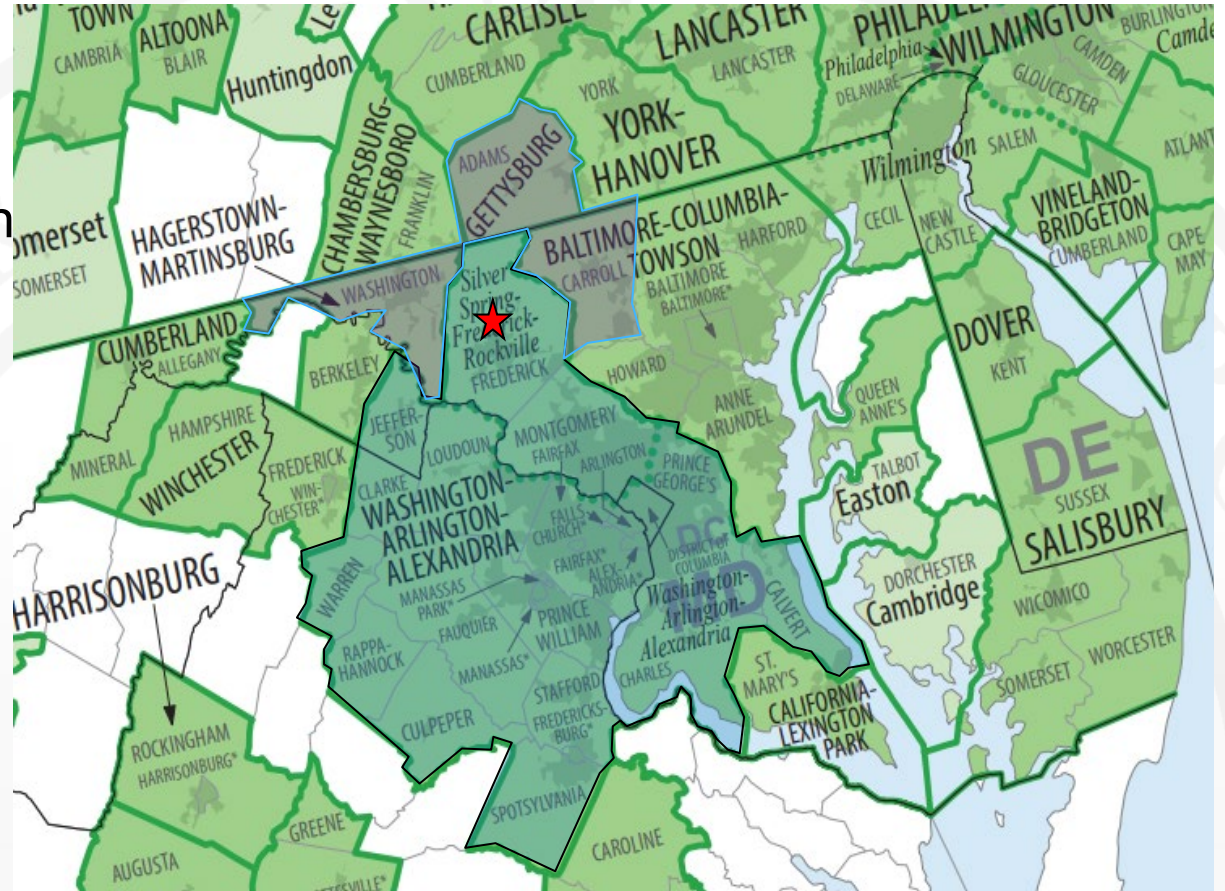 TOWN
CAMBRIA
ALTOONA
BLAIR
Le
Huntingdon
CARLISLE
CUMBERLAND
LANCASTER
LANCASTER
PHILADEL
Philadelphia
WILMINGTON
DELAWARE
BURLINGTON
CAMDEN
Camde
GLOUCESTER
SALEM
ATLANT
YORK
YORK-
HANOVER
CHAMBERSBURG-
WAYNESBORO
FRANKLIN
ADAMS
GETTYSBURG
Wilmington
n
omerset
SOMERSET
HAGERSTOWN-
MARTINSBURG
WASHINGTON
Silver
Spring-
Frederick-
Rockville
FREDERICK
BALTIMORE-COLUMBIA-
TOWSON
CARROLL
BALTIMORE
BALTIMORE*
HARFORD
CECIL
NEW
CASTLE
VINELAND-
BRIDGETON
CUMBERLAND
CAPE
MAY
CUMBERLAND
ALLEGANY
BERKELEY
HOWARD
ANNE
ARUNDEL
QUEEN
ANNE'S
DOVER
KENT
MINERAL
HAMPSHIRE
WINCHESTER
FREDERICK
WIN-
CHESTER*
JEFFER-
SON
LOUDOUN
CLARKE
MONTGOMERY
FAIRFAX
ARLINGTON
PRINCE
GEORGE'S
TALBOT
Easton
DE
SUSSEX
SALISBURY
WASHINGTON-
ARLINGTON-
ALEXANDRIA
FALLS
CHURCH*
FAIRFAX*
ALEX-
ANDRIA*
DC
DISTRICT OF
COLUMBIA
MD
Washington-
Arlington-
Alexandria
CALVERT
HARRISONBURG
WARREN
MANASSAS
PARK*
PRINCE
WILLIAM
FAUQUIER
RAPPA-
HANNOCK
MANASSAS*
STAFFORD
FREDERICKS-
BURG*
CHARLES
CULPEPER
ST.
MARY'S
CALIFORNIA-
LEXINGTON
PARK
DORCHESTER
Cambridge
WICOMICO
WORCESTER
SOMERSET
ROCKINGHAM
HARRISONBURG*
SPOTSYLVANIA
GREENE
AUGUSTA
CAROLINE